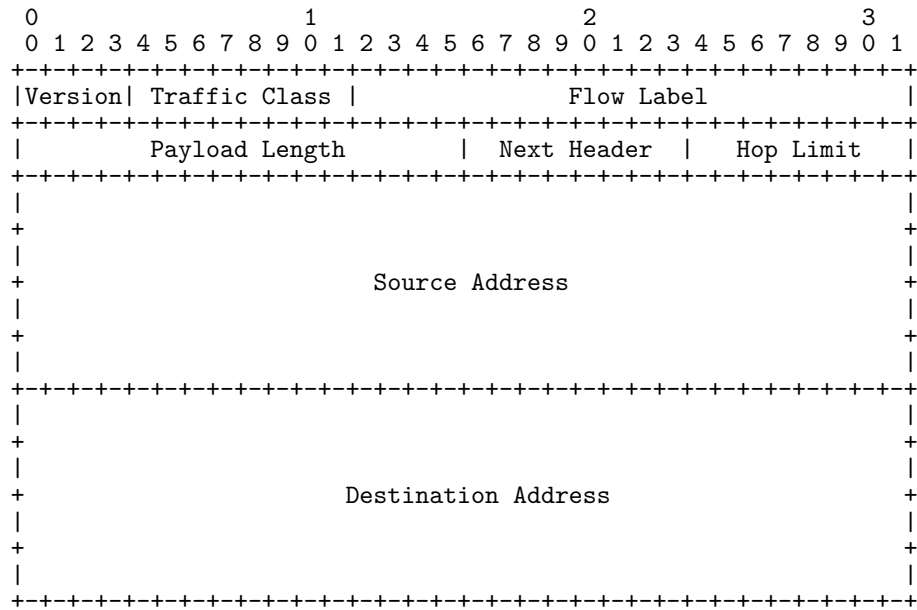 0                   1                   2                   3
0 1 2 3 4 5 6 7 8 9 0 1 2 3 4 5 6 7 8 9 0 1 2 3 4 5 6 7 8 9 0 1
+-+-+-+-+-+-+-+-+-+-+-+-+-+-+-+-+-+-+-+-+-+-+-+-+-+-+-+-+-+-+-+-+
|Version| Traffic Class |               Flow Label              |
+-+-+-+-+-+-+-+-+-+-+-+-+-+-+-+-+-+-+-+-+-+-+-+-+-+-+-+-+-+-+-+-+
|         Payload Length        |  Next Header  |   Hop Limit   |
+-+-+-+-+-+-+-+-+-+-+-+-+-+-+-+-+-+-+-+-+-+-+-+-+-+-+-+-+-+-+-+-+
|                                                               |
+                                                               +
|                                                               |
+                         Source Address                        +
|                                                               |
+                                                               +
|                                                               |
+-+-+-+-+-+-+-+-+-+-+-+-+-+-+-+-+-+-+-+-+-+-+-+-+-+-+-+-+-+-+-+-+
|                                                               |
+                                                               +
|                                                               |
+                       Destination Address                     +
|                                                               |
+                                                               +
|                                                               |
+-+-+-+-+-+-+-+-+-+-+-+-+-+-+-+-+-+-+-+-+-+-+-+-+-+-+-+-+-+-+-+-+